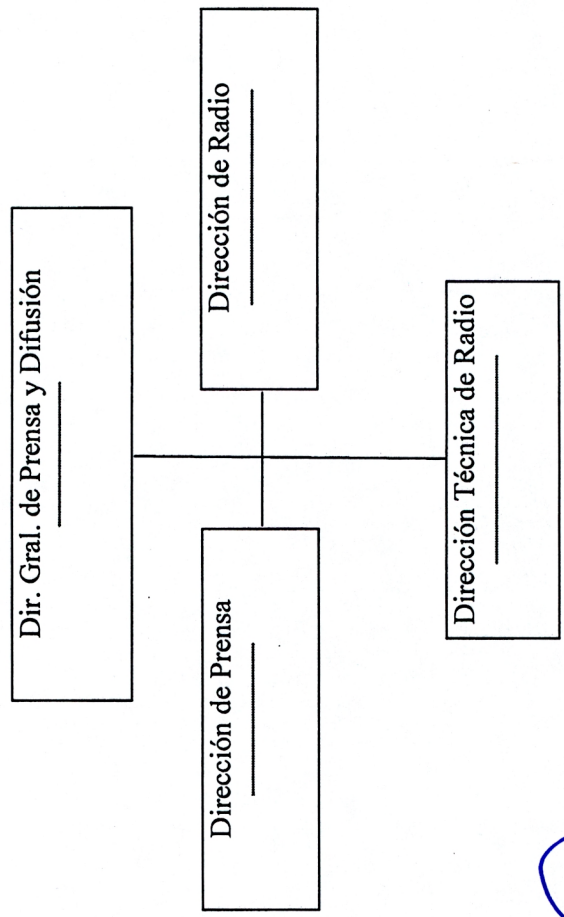 Dir. Gral. de Prensa y Difusión
Dirección de Prensa
Dirección de Radio
Dirección Técnica de Radio